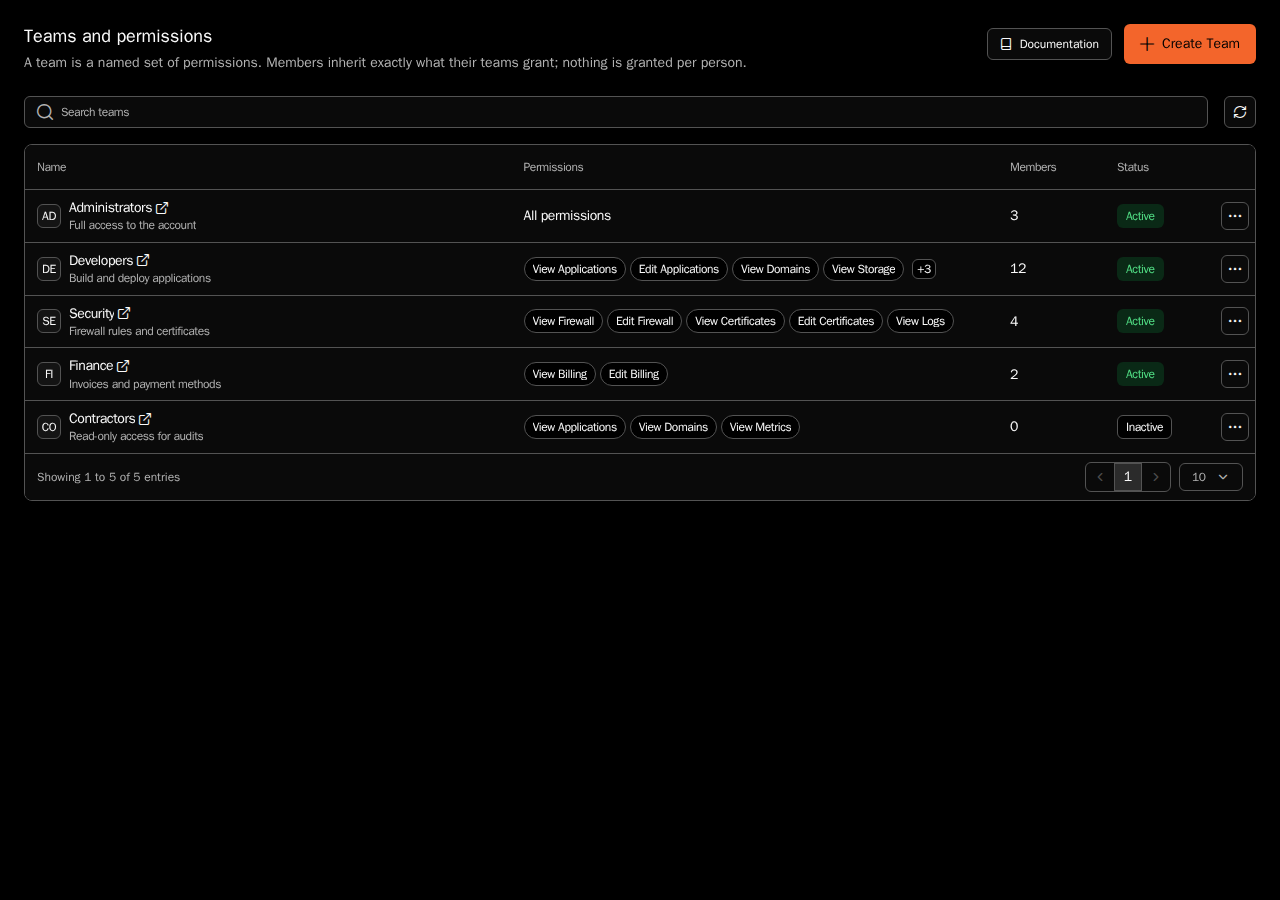 Teams and permissions
A team is a named set of permissions. Members inherit exactly what their teams grant; nothing is granted per person.
Documentation
Create Team
Search teams
Name Permissions Members Status
AD Administrators All permissions 3 Active
Full access to the account
DE Developers View Applications Edit Applications View Domains View Storage +3 12 Active
Build and deploy applications
SE Security View Firewall Edit Firewall View Certificates Edit Certificates View Logs 4 Active
Firewall rules and certificates
FI Finance View Billing Edit Billing 2 Active
Invoices and payment methods
CO Contractors View Applications View Domains View Metrics 0 Inactive
Read-only access for audits
Showing 1 to 5 of 5 entries 1 10